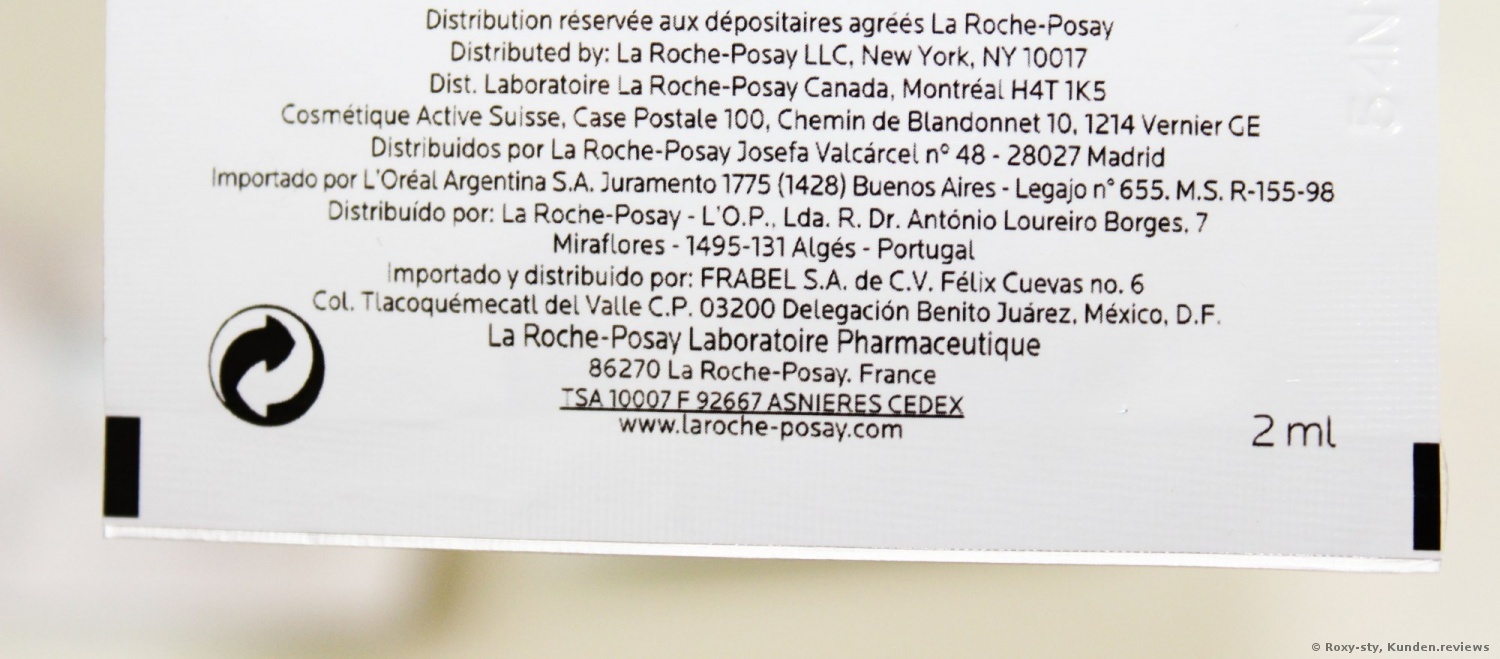 Distribution réservée aux dépositaires agréés La Roche-Posay
Distributed by: La Roche-Posay LLC, New York, NY 10017
Dist. Laboratoire La Roche-Posay Canada, Montréal H4T 1K5
Cosmétique Active Suisse, Case Postale 100, Chemin de Blandonnet 10, 1214 Vernier GE
Distribuidos por La Roche-Posay Josefa Valcárcel nº 48 - 28027 Madrid
Importado por L'Oréal Argentina S.A. Juramento 1775 (1428) Buenos Aires - Legajo n° 655. M.S. R-155-98
Distribuído por: La Roche-Posay - L'O.P., Lda. R. Dr. António Loureiro Borges, 7
Miraflores - 1495-131 Algés - Portugal
Importado y distribuido por: FRABEL S.A. de C.V. Félix Cuevas no. 6
Col. Tlacoquémecatl del Valle C.P. 03200 Delegación Benito Juárez, México, D.F.
La Roche-Posay Laboratoire Pharmaceutique
86270 La Roche-Posay. France
TSA 10007 F 92667 ASNIERES CEDEX
www.laroche-posay.com
2 ml
© Roxy-sty, Kunden.reviews